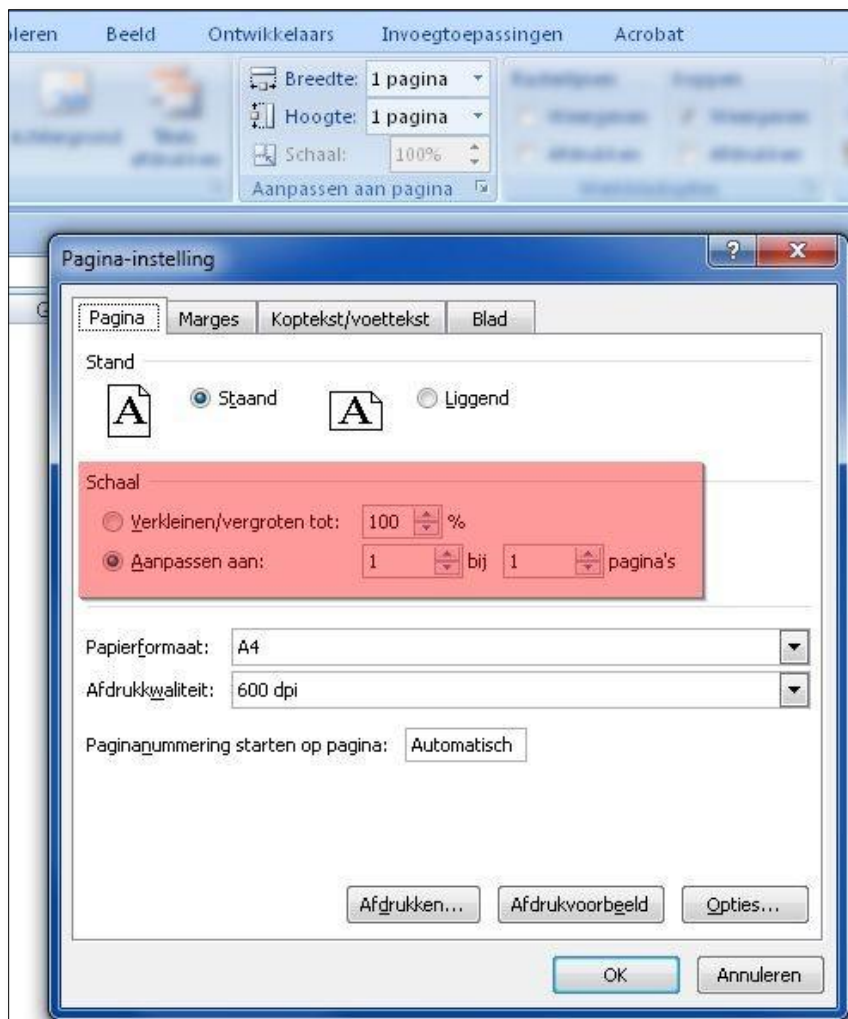 oleren Beeld Ontwikkelaars Invoegtoepassingen Acrobat
Breedte: 1 pagina
Hoogte: 1 pagina
Schaal: 100%
Aanpassen aan pagina
Pagina-instelling
G
Pagina Marges Koptekst/voettekst Blad
Stand
A Staand A Liggend
Schaal
Verkleinen/vergroten tot: 100 %
Aanpassen aan: 1 bij 1 pagina's
Papierformaat: A4
Afdrukkwaliteit: 600 dpi
Paginanummering starten op pagina: Automatisch
Afdrukken... Afdrukvoorbeeld Opties...
OK Annuleren